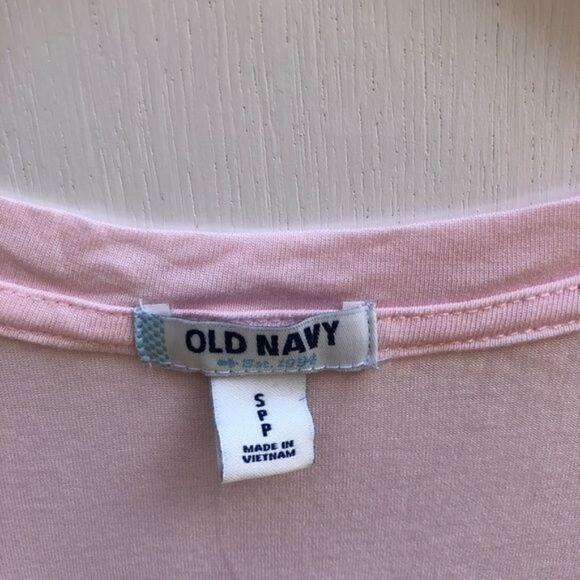 OLD NAVY
Est. 1994
S
P
P
MADE IN
VIETNAM